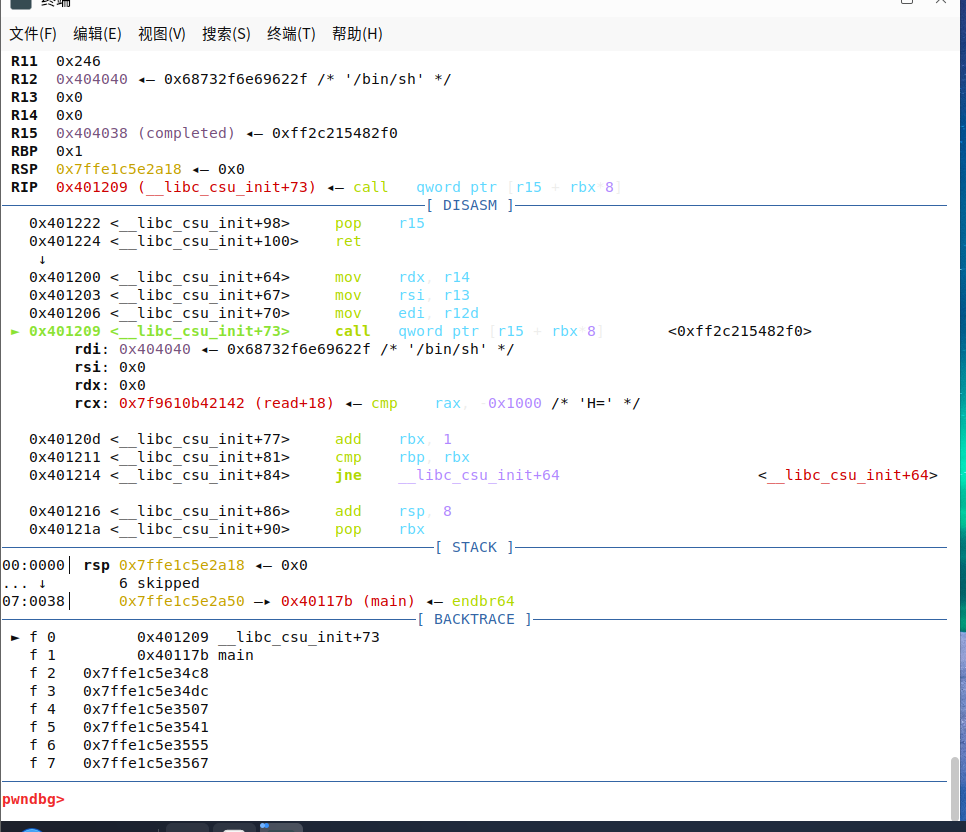 终端
文件(F) 编辑(E) 视图(V) 搜索(S) 终端(T) 帮助(H)
R11 0x246
R12 0x404040 ◂— 0x68732f6e69622f /* '/bin/sh' */
R13 0x0
R14 0x0
R15 0x404038 (completed) ◂— 0xff2c215482f0
RBP 0x1
RSP 0x7ffe1c5e2a18 ◂— 0x0
RIP 0x401209 (__libc_csu_init+73) ◂— call qword ptr [r15 + rbx*8]
[ DISASM ]
0x401222 <__libc_csu_init+98> pop r15
0x401224 <__libc_csu_init+100> ret
↓
0x401200 <__libc_csu_init+64> mov rdx, r14
0x401203 <__libc_csu_init+67> mov rsi, r13
0x401206 <__libc_csu_init+70> mov edi, r12d
► 0x401209 <__libc_csu_init+73> call qword ptr [r15 + rbx*8] <0xff2c215482f0>
rdi: 0x404040 ◂— 0x68732f6e69622f /* '/bin/sh' */
rsi: 0x0
rdx: 0x0
rcx: 0x7f9610b42142 (read+18) ◂— cmp rax, -0x1000 /* 'H=' */
0x40120d <__libc_csu_init+77> add rbx, 1
0x401211 <__libc_csu_init+81> cmp rbp, rbx
0x401214 <__libc_csu_init+84> jne __libc_csu_init+64 <__libc_csu_init+64>
0x401216 <__libc_csu_init+86> add rsp, 8
0x40121a <__libc_csu_init+90> pop rbx
[ STACK ]
00:0000│ rsp 0x7ffe1c5e2a18 ◂— 0x0
... ↓ 6 skipped
07:0038│ 0x7ffe1c5e2a50 —▸ 0x40117b (main) ◂— endbr64
[ BACKTRACE ]
► f 0 0x401209 __libc_csu_init+73
f 1 0x40117b main
f 2 0x7ffe1c5e34c8
f 3 0x7ffe1c5e34dc
f 4 0x7ffe1c5e3507
f 5 0x7ffe1c5e3541
f 6 0x7ffe1c5e3555
f 7 0x7ffe1c5e3567
pwndbg>